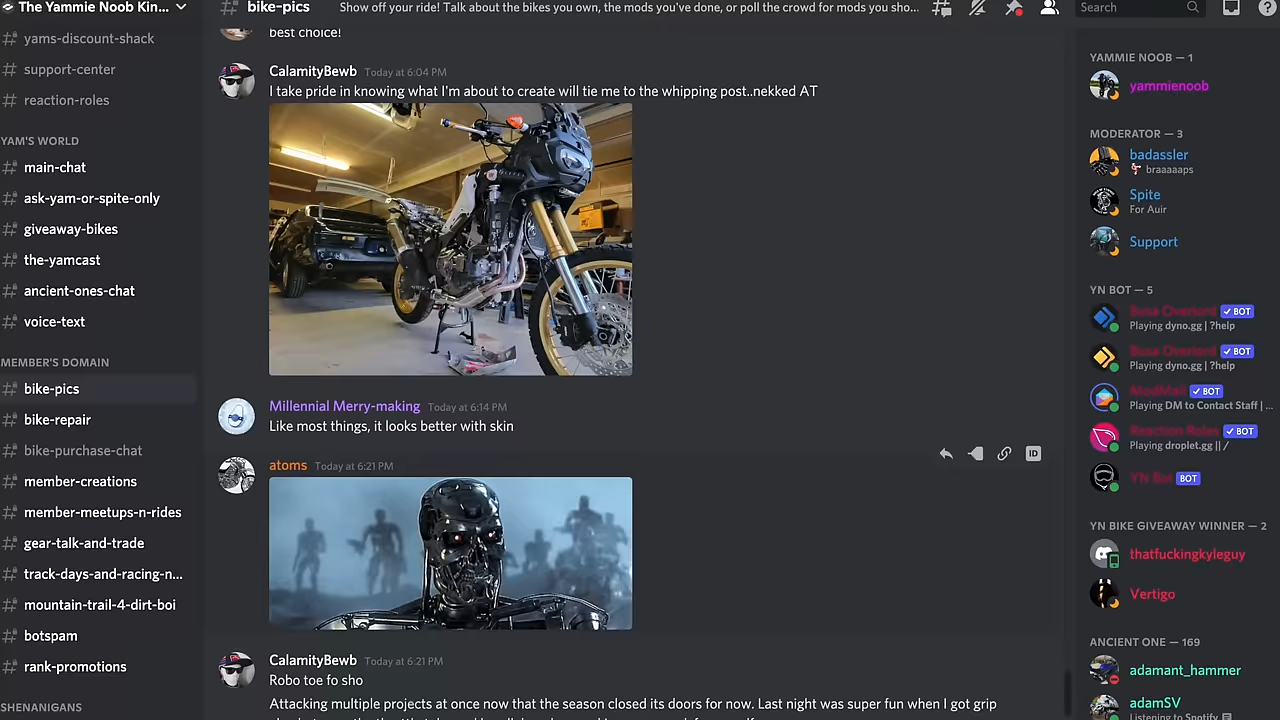 The Yammie Noob Kin...
yams-discount-shack
support-center
reaction-roles
YAM'S WORLD
main-chat
ask-yam-or-spite-only
giveaway-bikes
the-yamcast
ancient-ones-chat
voice-text
MEMBER'S DOMAIN
bike-pics
bike-repair
bike-purchase-chat
member-creations
member-meetups-n-rides
gear-talk-and-trade
track-days-and-racing-n...
mountain-trail-4-dirt-boi
botspam
rank-promotions
SHENANIGANS
bike-pics
Show off your ride! Talk about the bikes you own, the mods you've done, or poll the crowd for mods you sho...
Search
best choice!
CalamityBewb Today at 6:04 PM
I take pride in knowing what I'm about to create will tie me to the whipping post..nekked AT
Millennial Merry-making Today at 6:14 PM
Like most things, it looks better with skin
atoms Today at 6:21 PM
ID
CalamityBewb Today at 6:21 PM
Robo toe fo sho
Attacking multiple projects at once now that the season closed its doors for now. Last night was super fun when I got grip
YAMMIE NOOB — 1
yammienoob
MODERATOR — 3
badassler
braaaaps
Spite
For Auir
Support
YN BOT — 5
Busa Overlord BOT
Playing dyno.gg | ?help
Busa Overlord BOT
Playing dyno.gg | ?help
ModMail BOT
Playing DM to Contact Staff | ...
Reaction Roles BOT
Playing droplet.gg || /
YN Bot BOT
YN BIKE GIVEAWAY WINNER — 2
thatfuckingkyleguy
Vertigo
ANCIENT ONE — 169
adamant_hammer
adamSV
Listening to Spotify